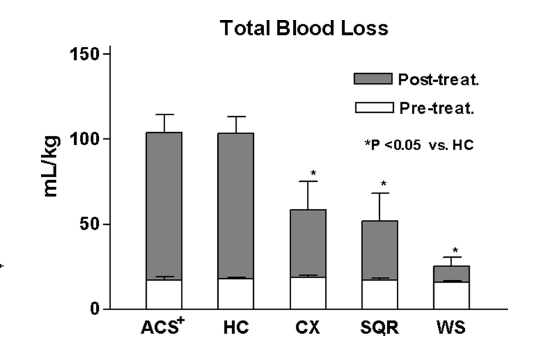 Total Blood Loss
150
100
50
0
mL/kg
Post-treat.
Pre-treat.
*P <0.05 vs. HC
*
*
*
ACS+ HC CX SQR WS